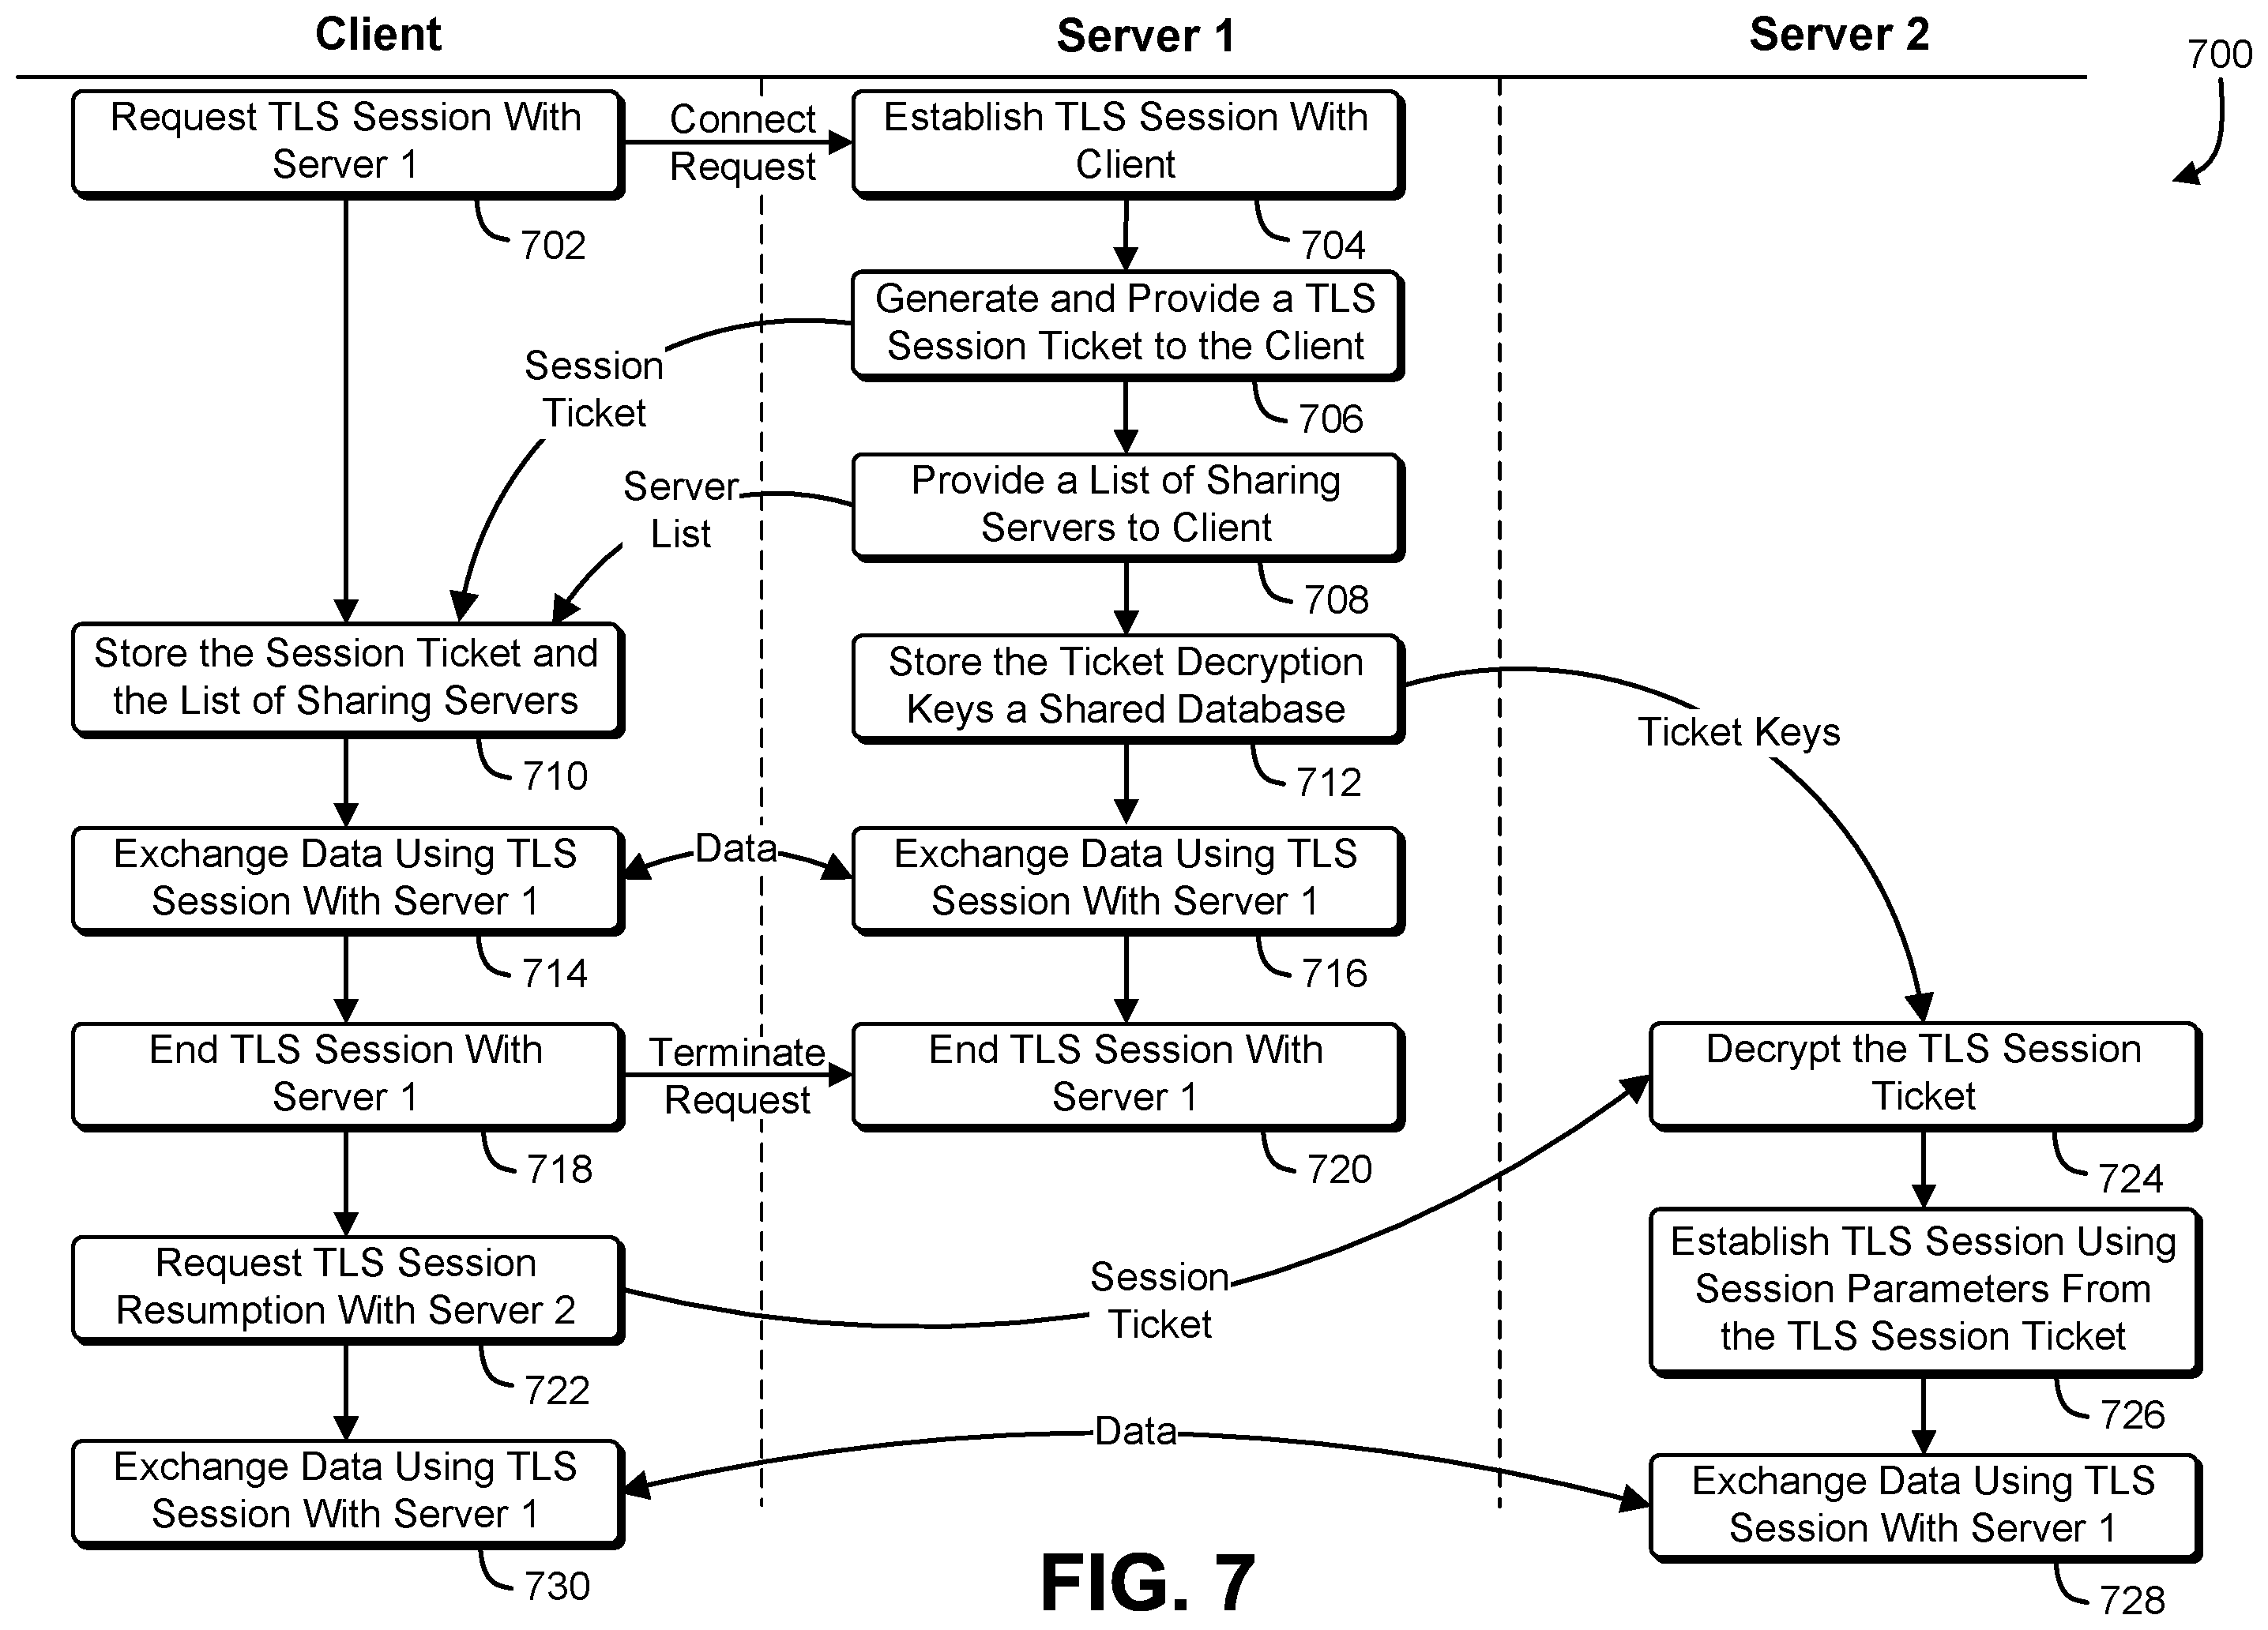 Client
Server 1
Server 2
700
Request TLS Session With
Server 1
702
Connect
Request
Establish TLS Session With
Client
704
Generate and Provide a TLS
Session Ticket to the Client
706
Session
Ticket
Provide a List of Sharing
Servers to Client
708
Server
List
Store the Session Ticket and
the List of Sharing Servers
710
Store the Ticket Decryption
Keys a Shared Database
712
Ticket Keys
Exchange Data Using TLS
Session With Server 1
714
Data
Exchange Data Using TLS
Session With Server 1
716
End TLS Session With
Server 1
718
Terminate
Request
End TLS Session With
Server 1
720
Decrypt the TLS Session
Ticket
724
Request TLS Session
Resumption With Server 2
722
Session
Ticket
Establish TLS Session Using
Session Parameters From
the TLS Session Ticket
726
Exchange Data Using TLS
Session With Server 1
730
Data
Exchange Data Using TLS
Session With Server 1
728
FIG. 7